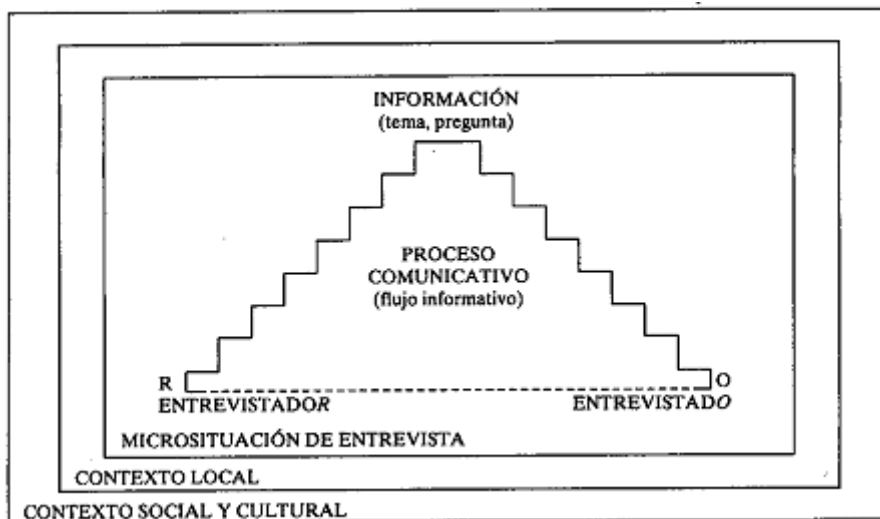 INFORMACIÓN
(tema, pregunta)
PROCESO
COMUNICATIVO
(flujo informativo)
R
O
ENTREVISTADOR
ENTREVISTADO
MICROSITUACIÓN DE ENTREVISTA
CONTEXTO LOCAL
CONTEXTO SOCIAL Y CULTURAL